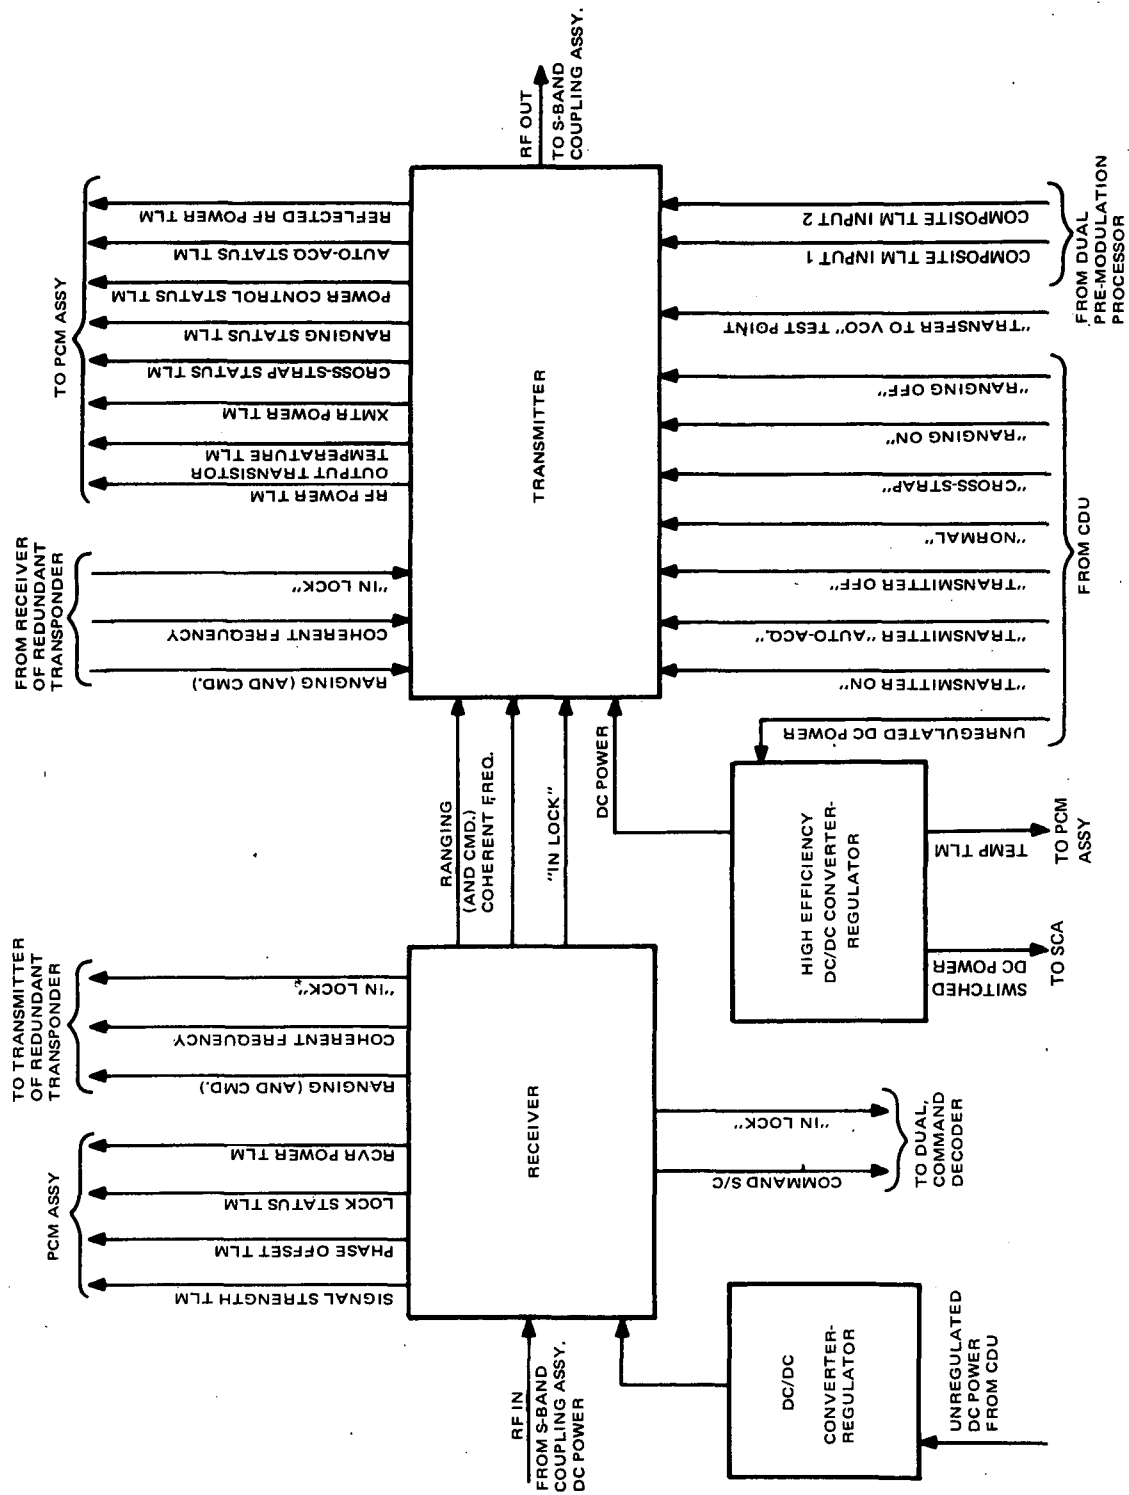 PCM ASSY
TO TRANSMITTER
OF REDUNDANT
TRANSPONDER
FROM RECEIVER
OF REDUNDANT
TRANSPONDER
TO PCM ASSY
SIGNAL STRENGTH TLM
PHASE OFFSET TLM
LOCK STATUS TLM
RCVR POWER TLM
RANGING (AND CMD.)
COHERENT FREQUENCY
"IN LOCK"
RANGING (AND CMD.)
COHERENT FREQUENCY
"IN LOCK"
RF POWER TLM
OUTPUT TRANSISTOR
TEMPERATURE TLM
XMTR POWER TLM
CROSS-STRAP STATUS TLM
RANGING STATUS TLM
POWER CONTROL STATUS TLM
AUTO-ACQ STATUS TLM
REFLECTED RF POWER TLM
RF IN
FROM S-BAND
COUPLING ASSY.
DC POWER
RECEIVER
RANGING
(AND CMD.)
COHERENT FREQ.
"IN LOCK"
DC POWER
TRANSMITTER
RF OUT
TO S-BAND
COUPLING ASSY.
DC/DC
CONVERTER-
REGULATOR
UNREGULATED
DC POWER
FROM CDU
COMMAND S/C
"IN LOCK"
TO DUAL,
COMMAND
DECODER
HIGH EFFICIENCY
DC/DC CONVERTER-
REGULATOR
SWITCHED
DC POWER
TO SCA
TEMP TLM
TO PCM
ASSY
UNREGULATED DC POWER
"TRANSMITTER ON"
"TRANSMITTER "AUTO-ACQ."
"TRANSMITTER OFF"
"NORMAL"
"CROSS-STRAP"
"RANGING ON"
"RANGING OFF"
FROM CDU
"TRANSFER TO VCO" TEST POINT
COMPOSITE TLM INPUT 1
COMPOSITE TLM INPUT 2
FROM DUAL
PRE-MODULATION
PROCESSOR